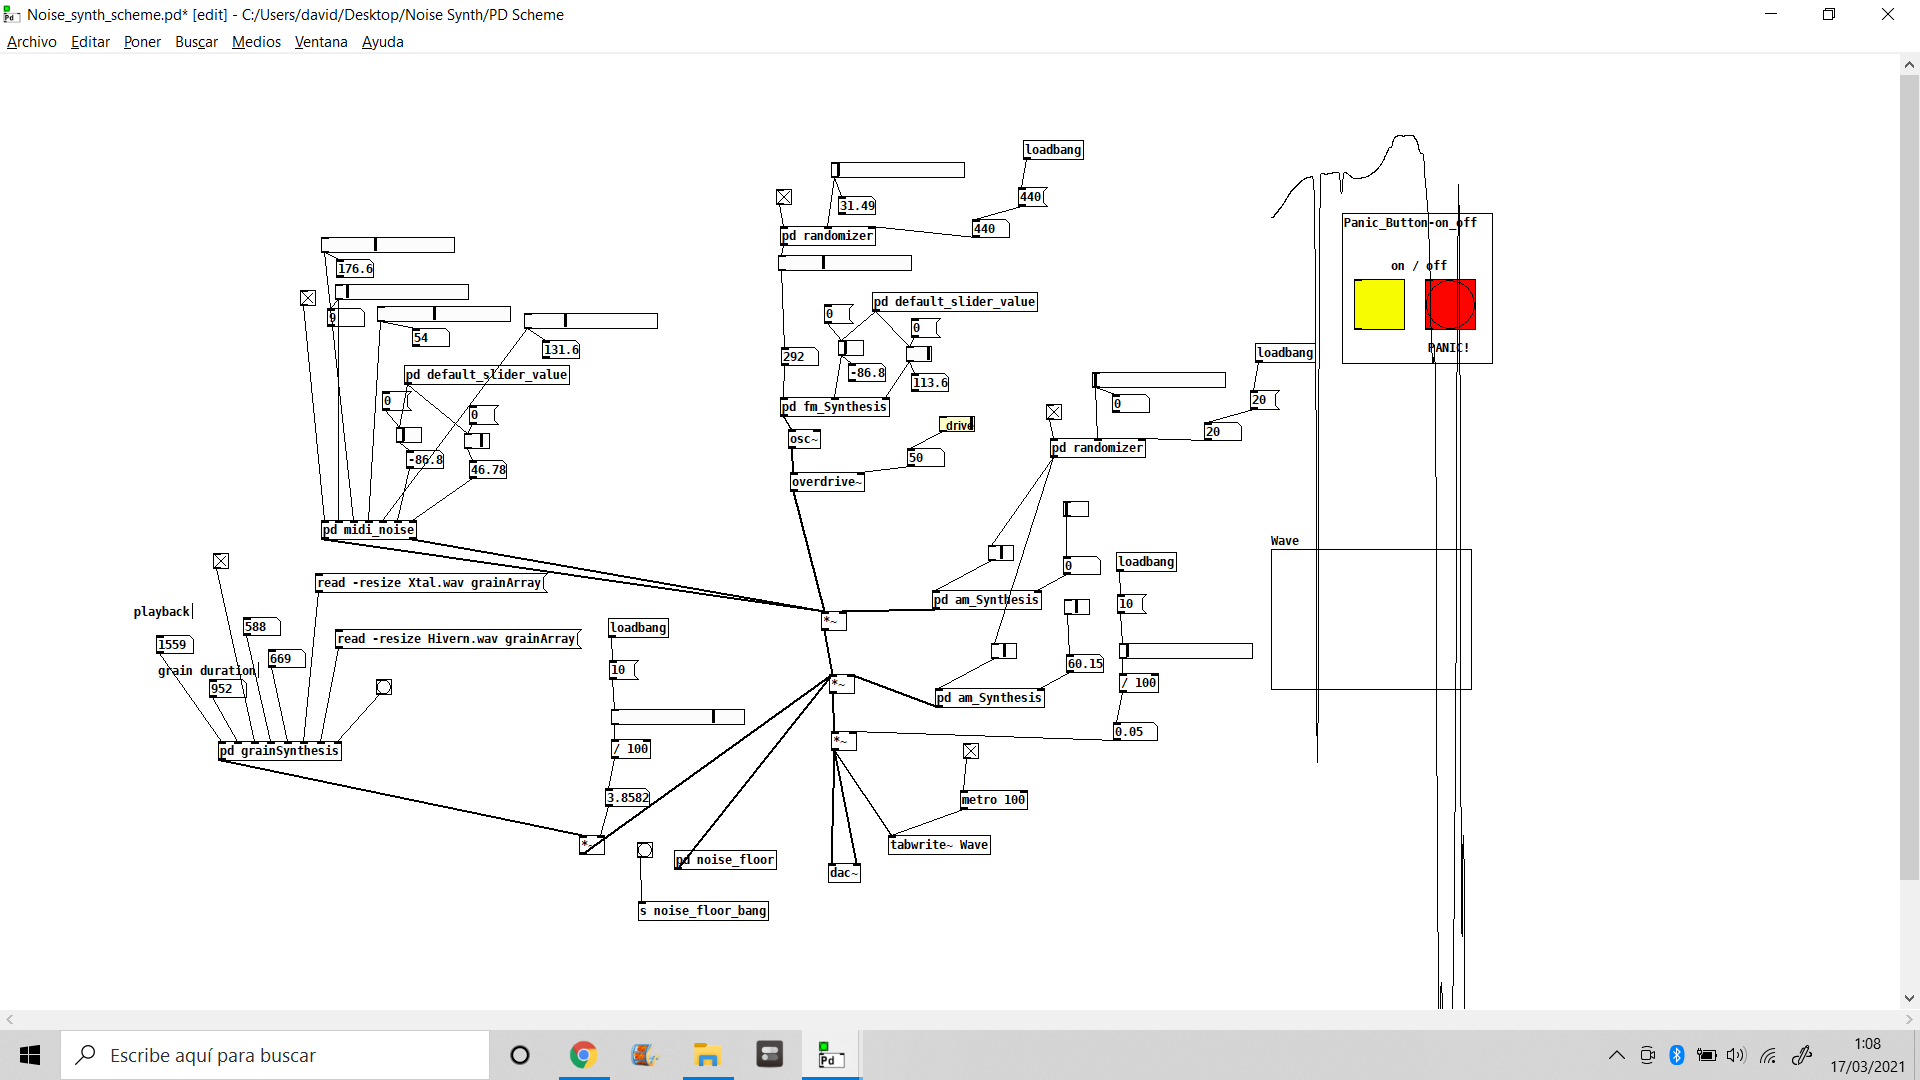 Noise_synth_scheme.pd* [edit] - C:/Users/david/Desktop/Noise Synth/PD Scheme
Archivo Editar Poner Buscar Medios Ventana Ayuda
loadbang
440
31.49
440
pd randomizer
176.6
9
54
131.6
pd default_slider_value
0
0
-86.8
46.78
pd midi_noise
pd default_slider_value
0
0
292
-86.8
113.6
pd fm_Synthesis
osc~
_drive
50
overdrive~
Panic_Button-on_off
on / off
PANIC!
loadbang
20
0
20
pd randomizer
Wave
0
loadbang
10
pd am_Synthesis
60.15
/ 100
pd am_Synthesis
0.05
read -resize Xtal.wav grainArray
playback
588
1559
669
grain duration
952
read -resize Hivern.wav grainArray
pd grainSynthesis
loadbang
10
/ 100
3.8582
*~
*~
*~
*~
metro 100
tabwrite~ Wave
dac~
pd noise_floor
s noise_floor_bang
Escribe aquí para buscar
Pd
1:08
17/03/2021